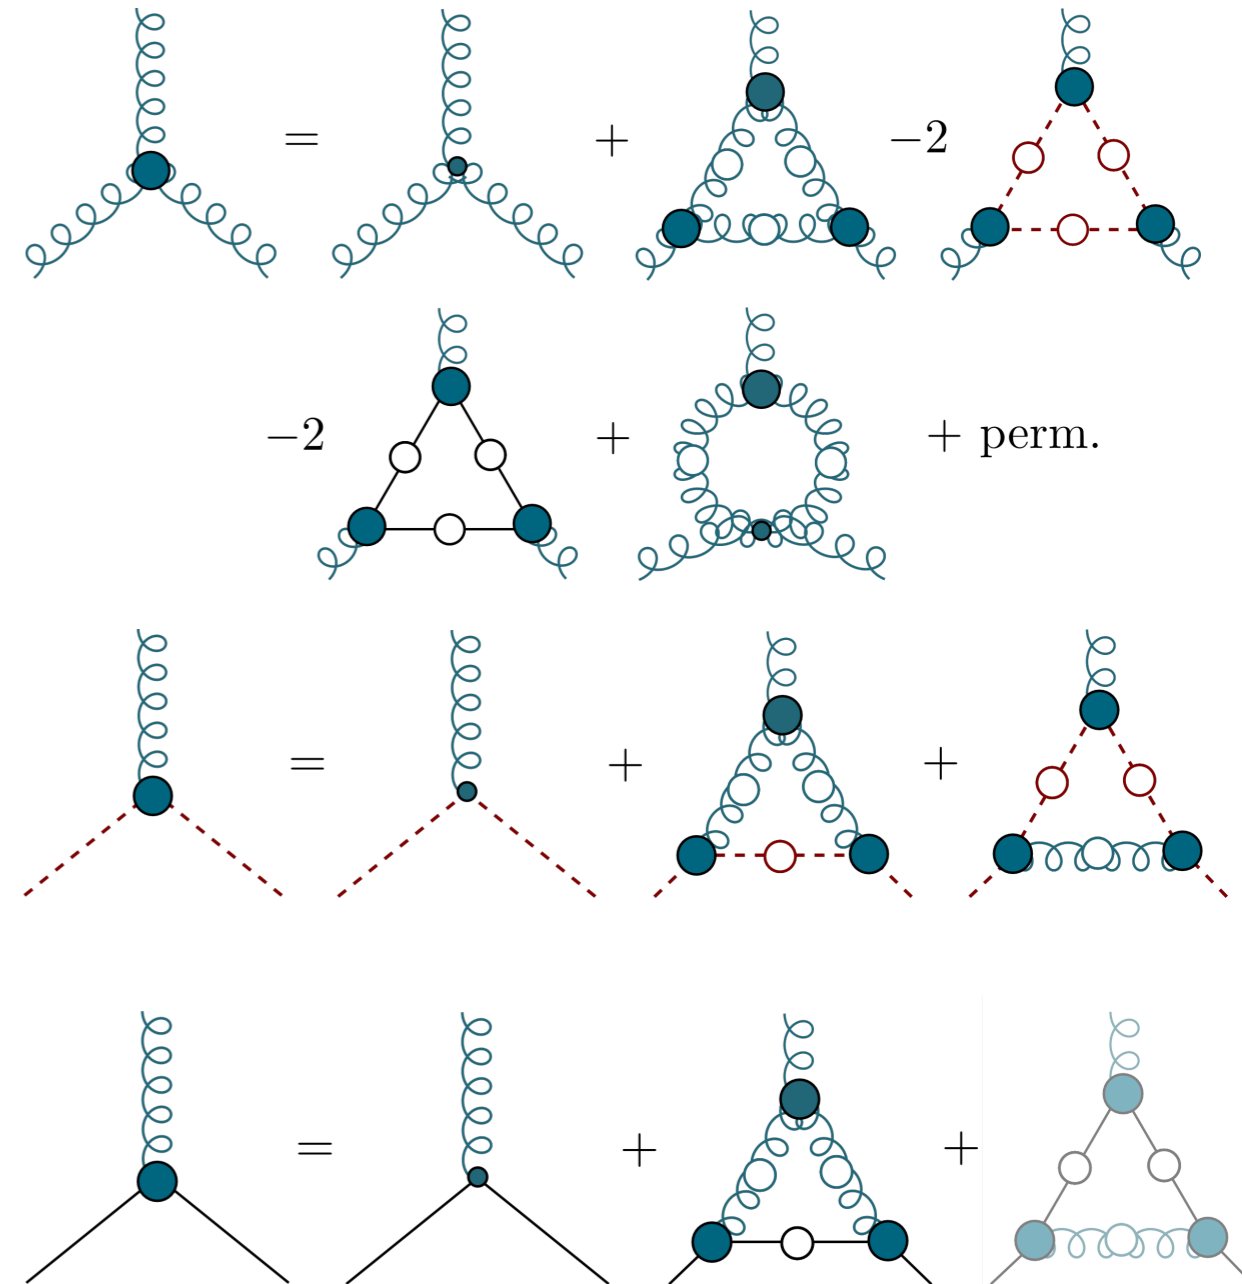 = + −2
−2 + + perm.
= + +
= + +